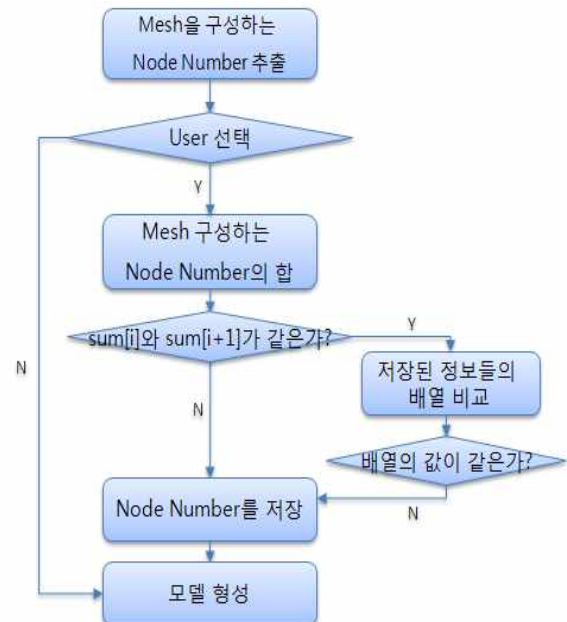 Mesh을 구성하는
Node Number 추출
User 선택
Y
Mesh 구성하는
Node Number의 합
sum[i]와 sum[i+1]가 같은가?
Y
N
저장된 정보들의
배열 비교
N
배열의 값이 같은가?
Node Number를 저장
N
모델 형성